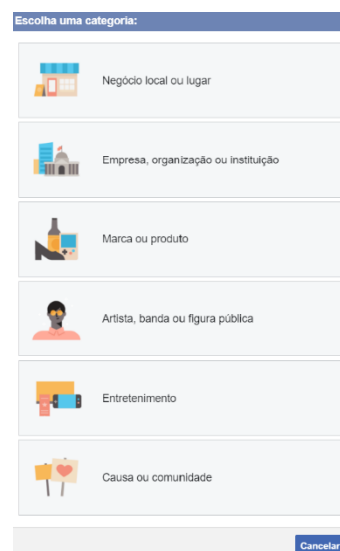 Escolha uma categoria:
Negócio local ou lugar
Empresa, organização ou instituição
Marca ou produto
Artista, banda ou figura pública
Entretenimento
Causa ou comunidade
Cancelar